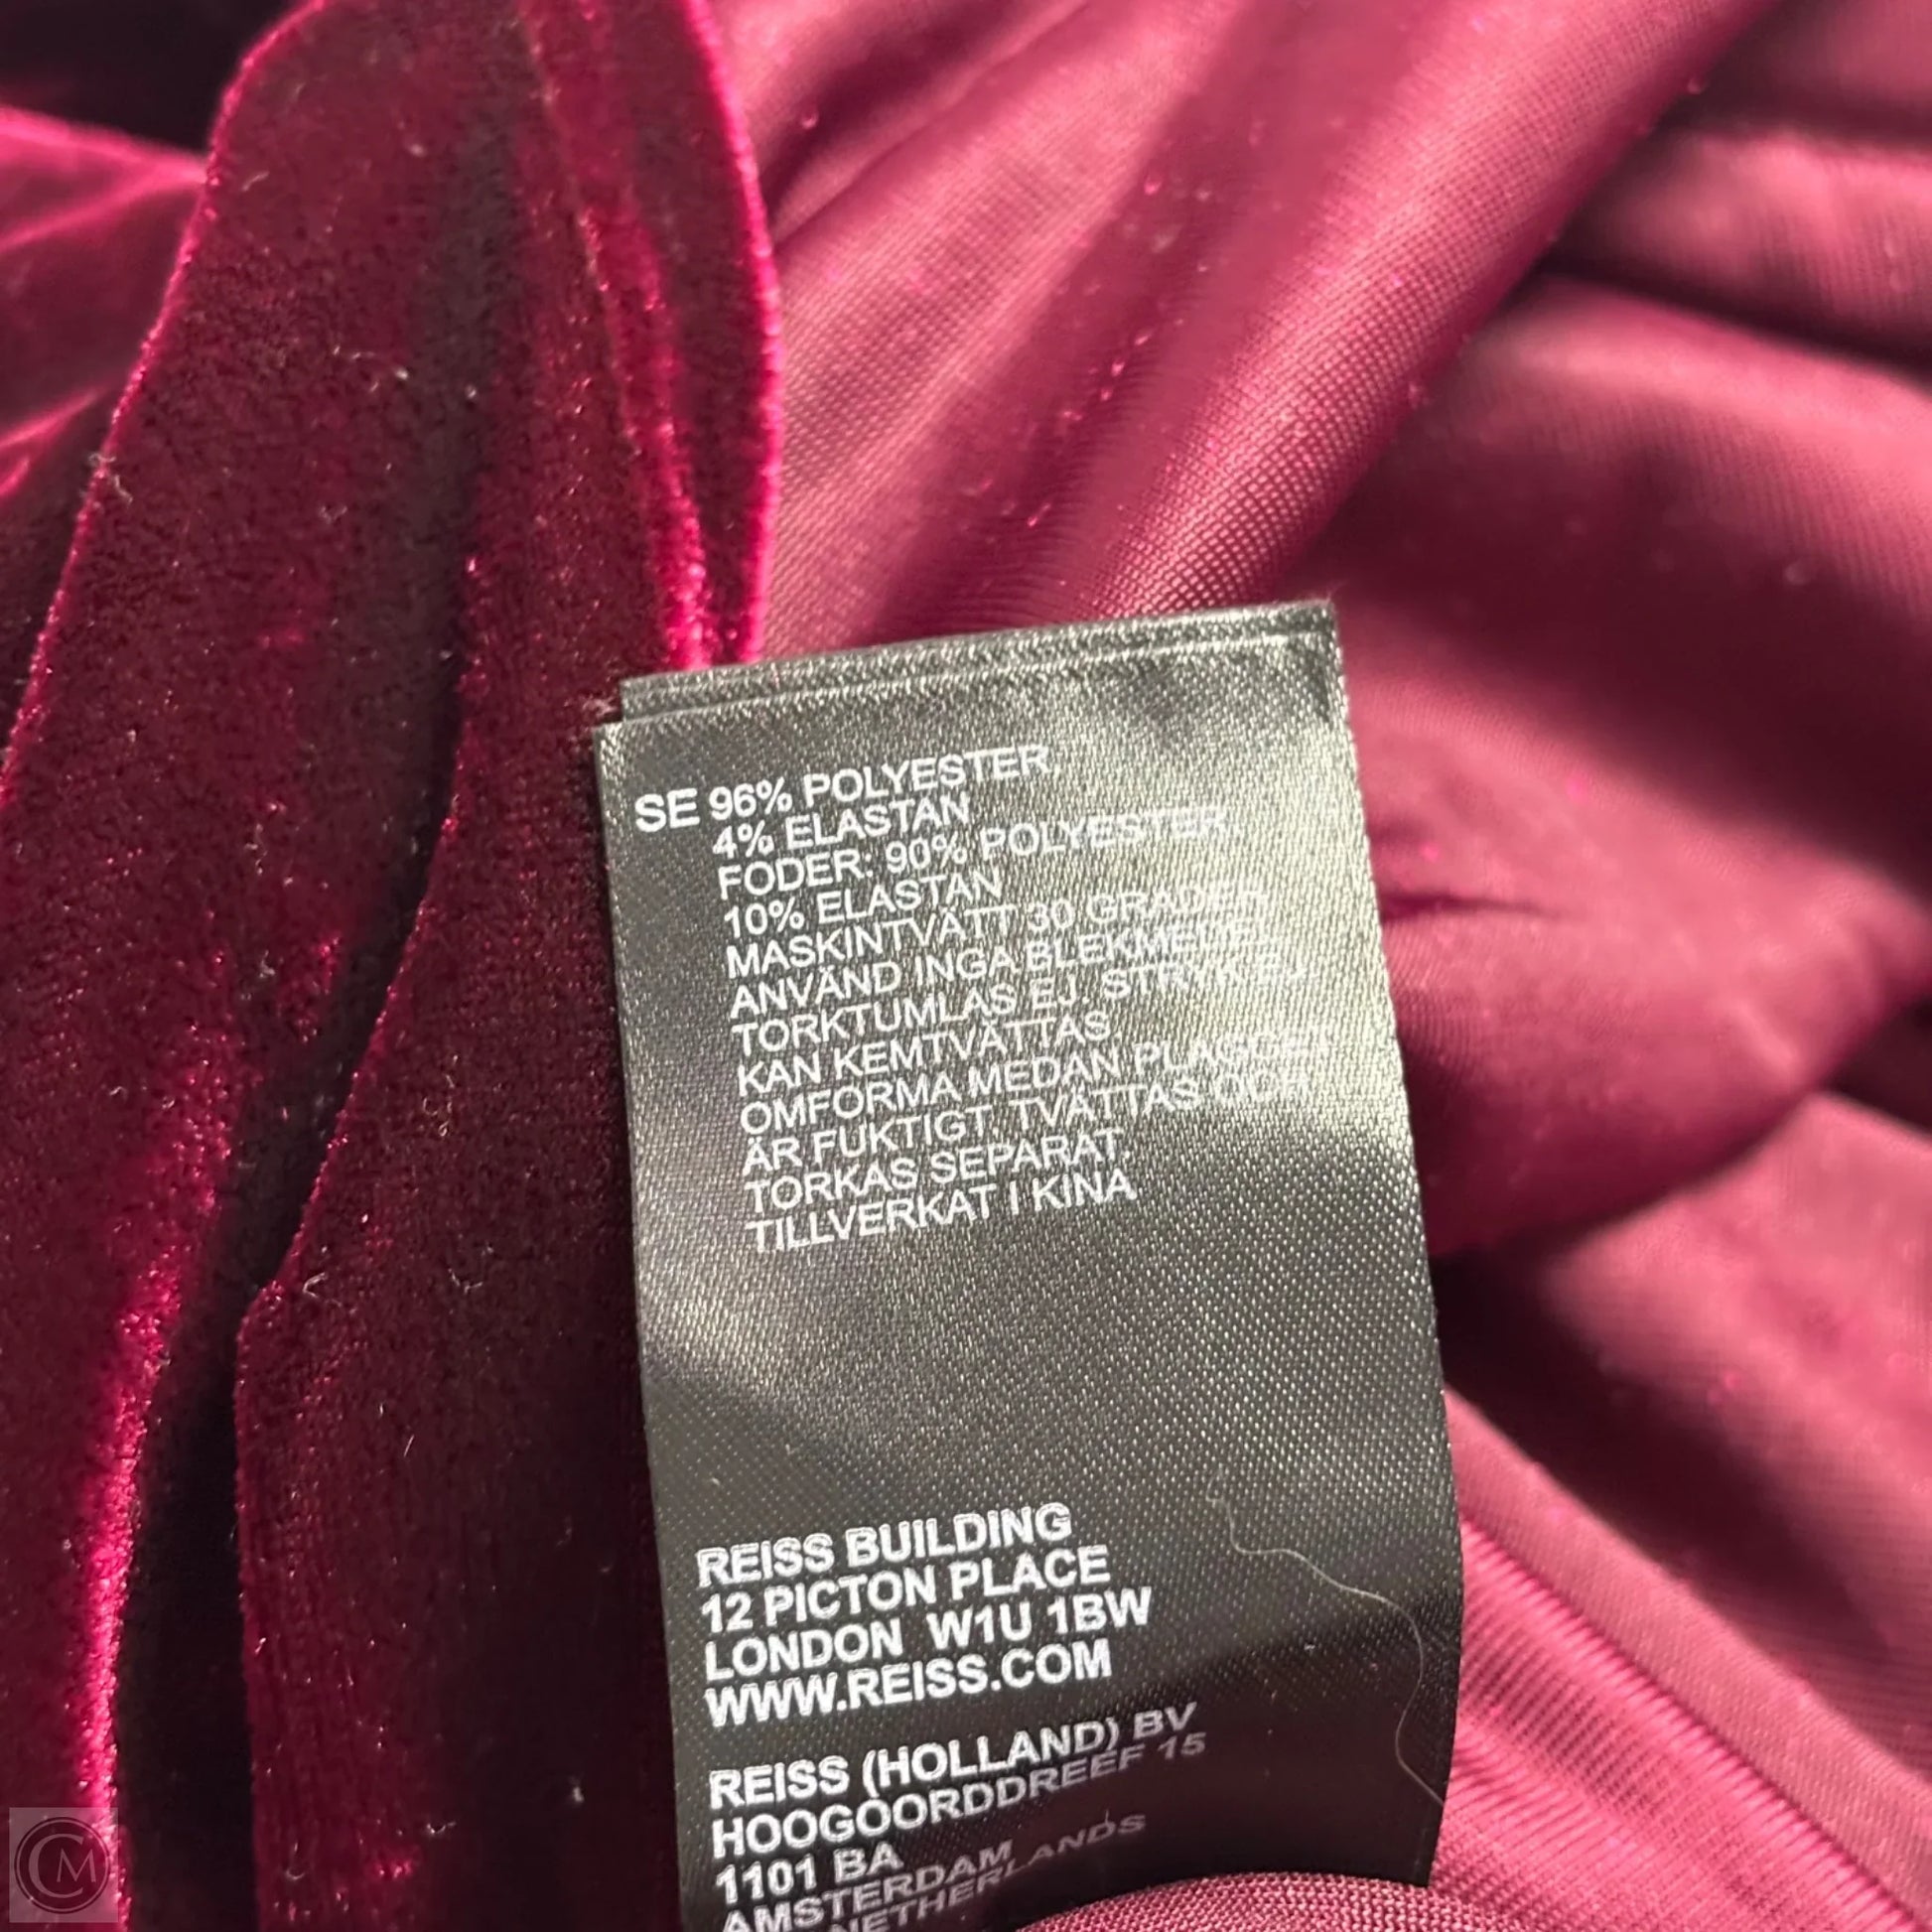 SE 96% POLYESTER,
4% ELASTAN
FODER: 90% POLYESTER
10% ELASTAN
MASKINTVÄTT 30 GRADER.
ANVÄND INGA BLEKMEDEL.
TORKTUMLAS EJ. STRYK EJ.
KAN KEMTVÄTTAS.
OMFORMA MEDAN PLAGGET
ÄR FUKTIGT. TVÄTTAS OCH
TORKAS SEPARAT.
TILLVERKAT I KINA
REISS BUILDING
12 PICTON PLACE
LONDON W1U 1BW
WWW.REISS.COM
REISS (HOLLAND) BV
HOOGOORDDREEF 15
1101 BA
AMSTERDAM
NETHERLANDS
CM